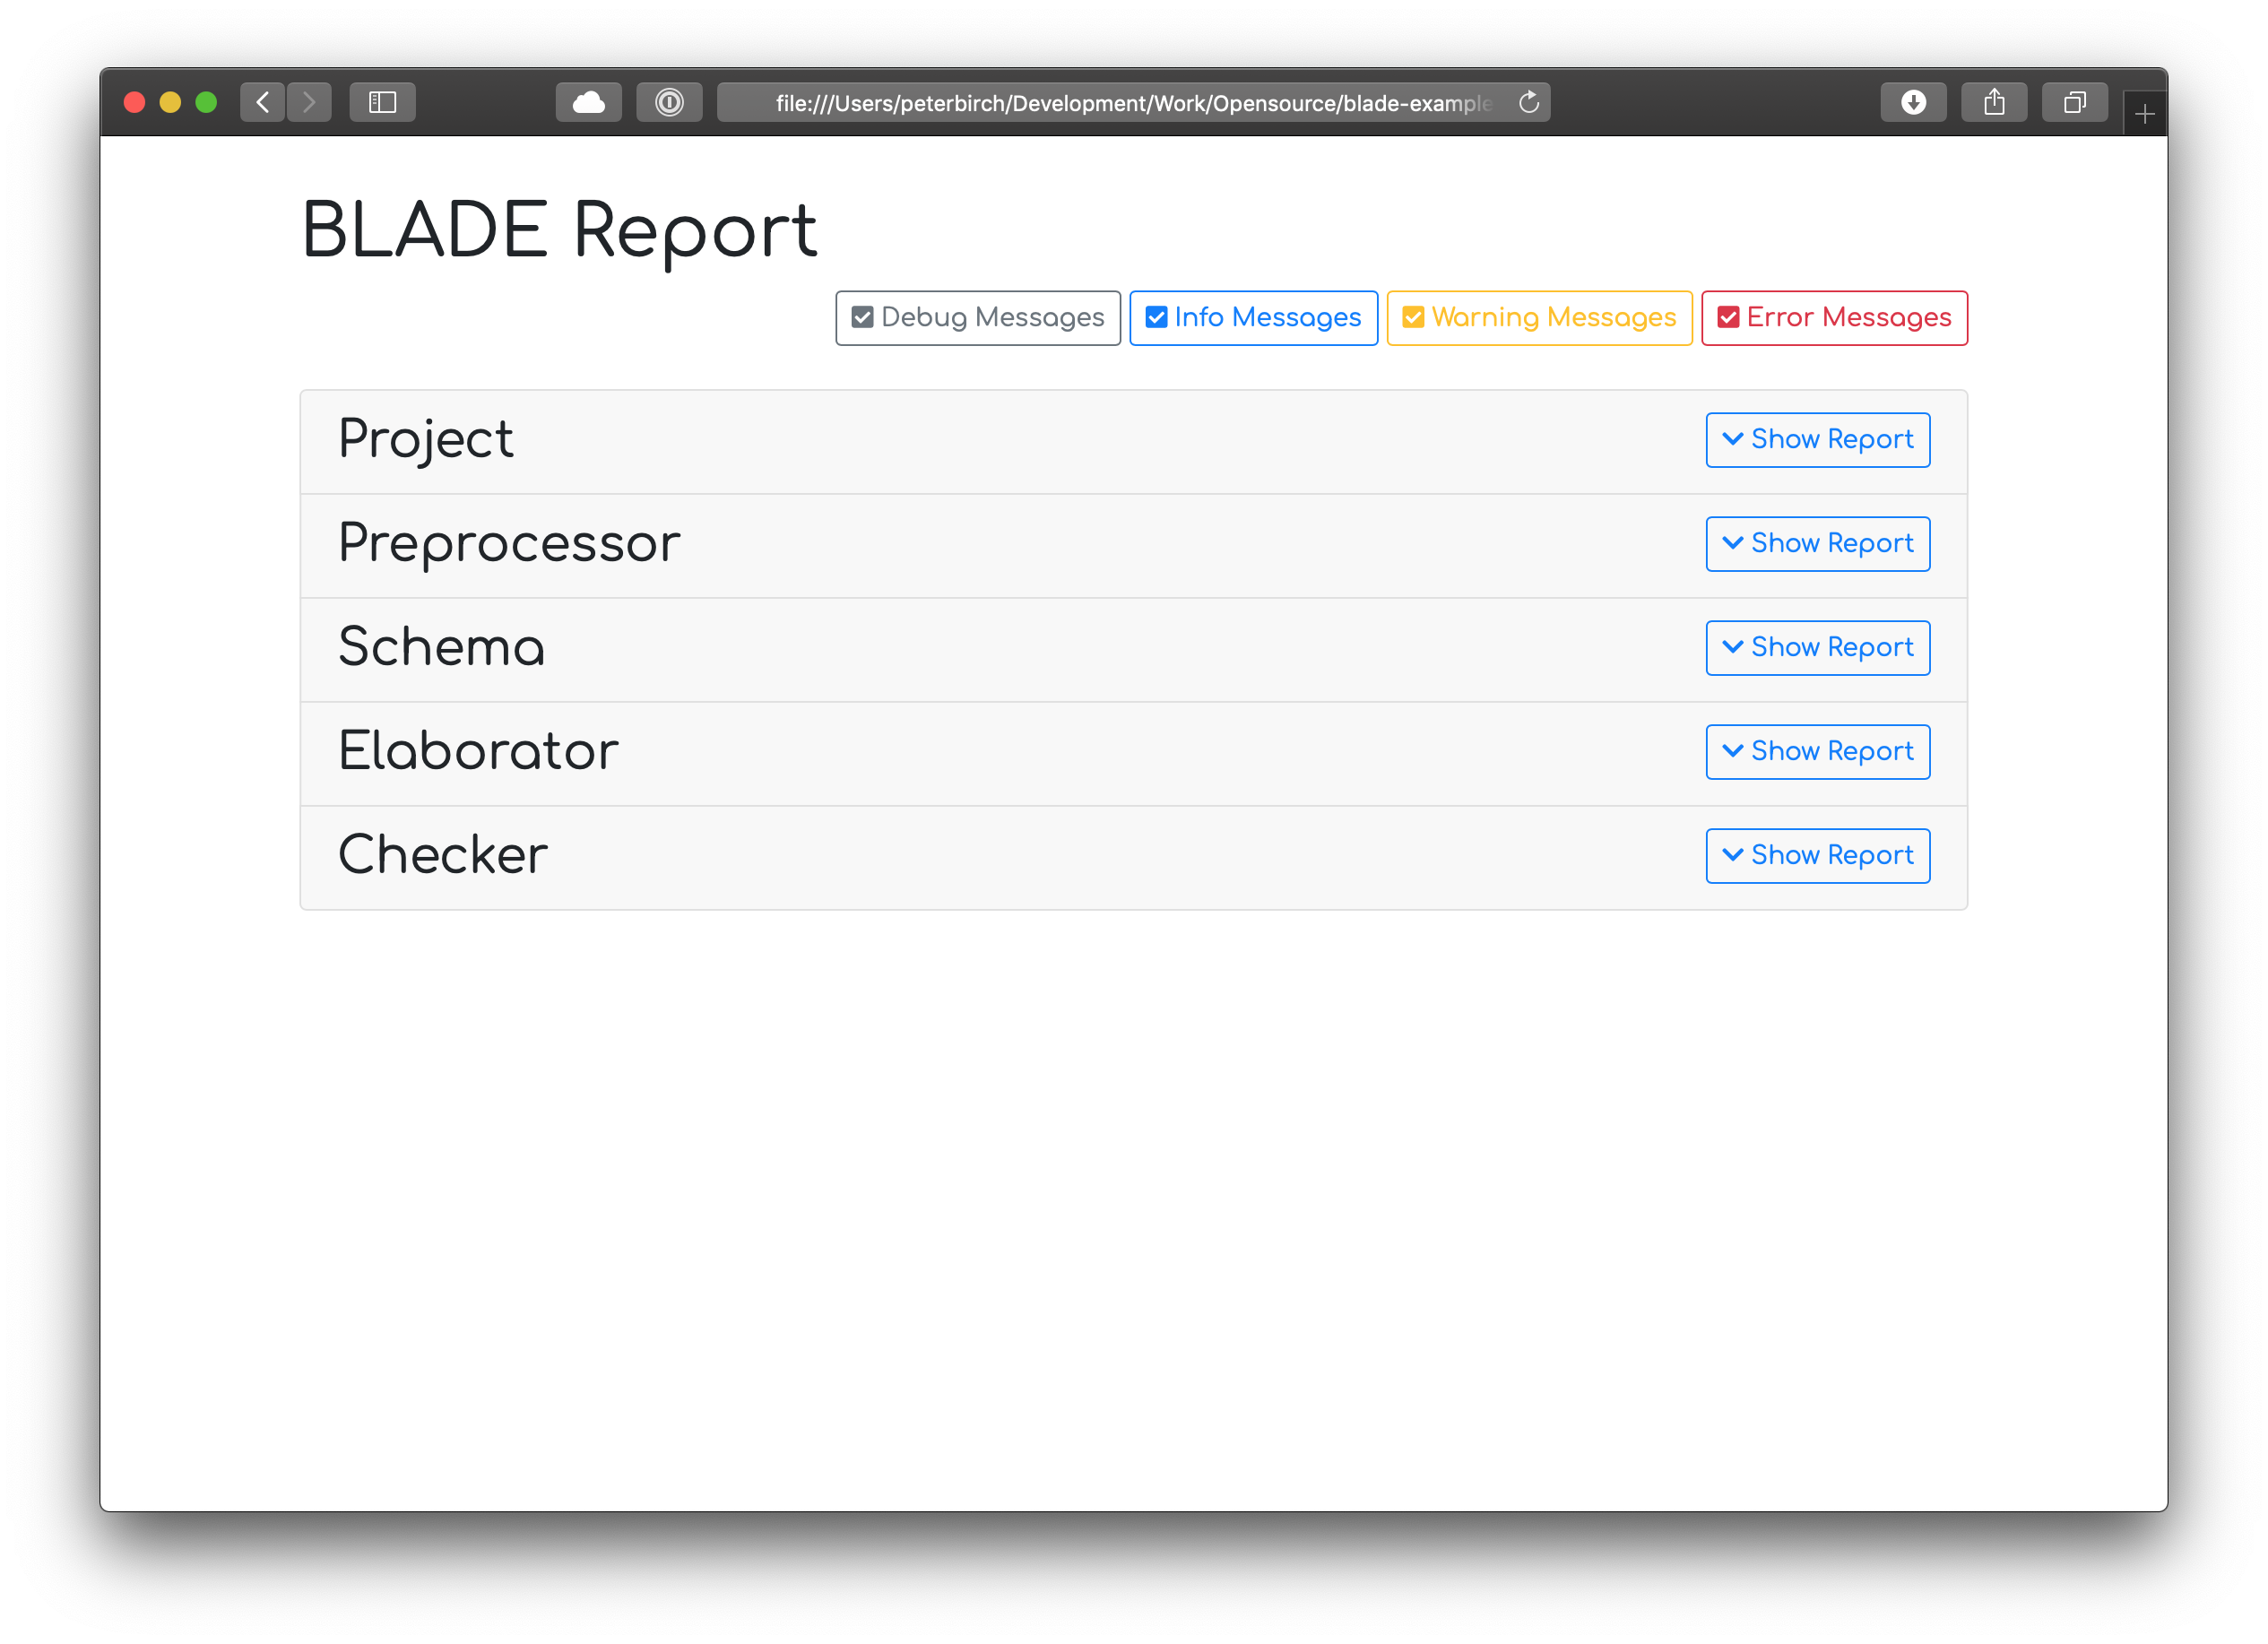 file:///Users/peterbirch/Development/Work/Opensource/blade-example
BLADE Report
Debug Messages Info Messages Warning Messages Error Messages
Project Show Report
Preprocessor Show Report
Schema Show Report
Elaborator Show Report
Checker Show Report